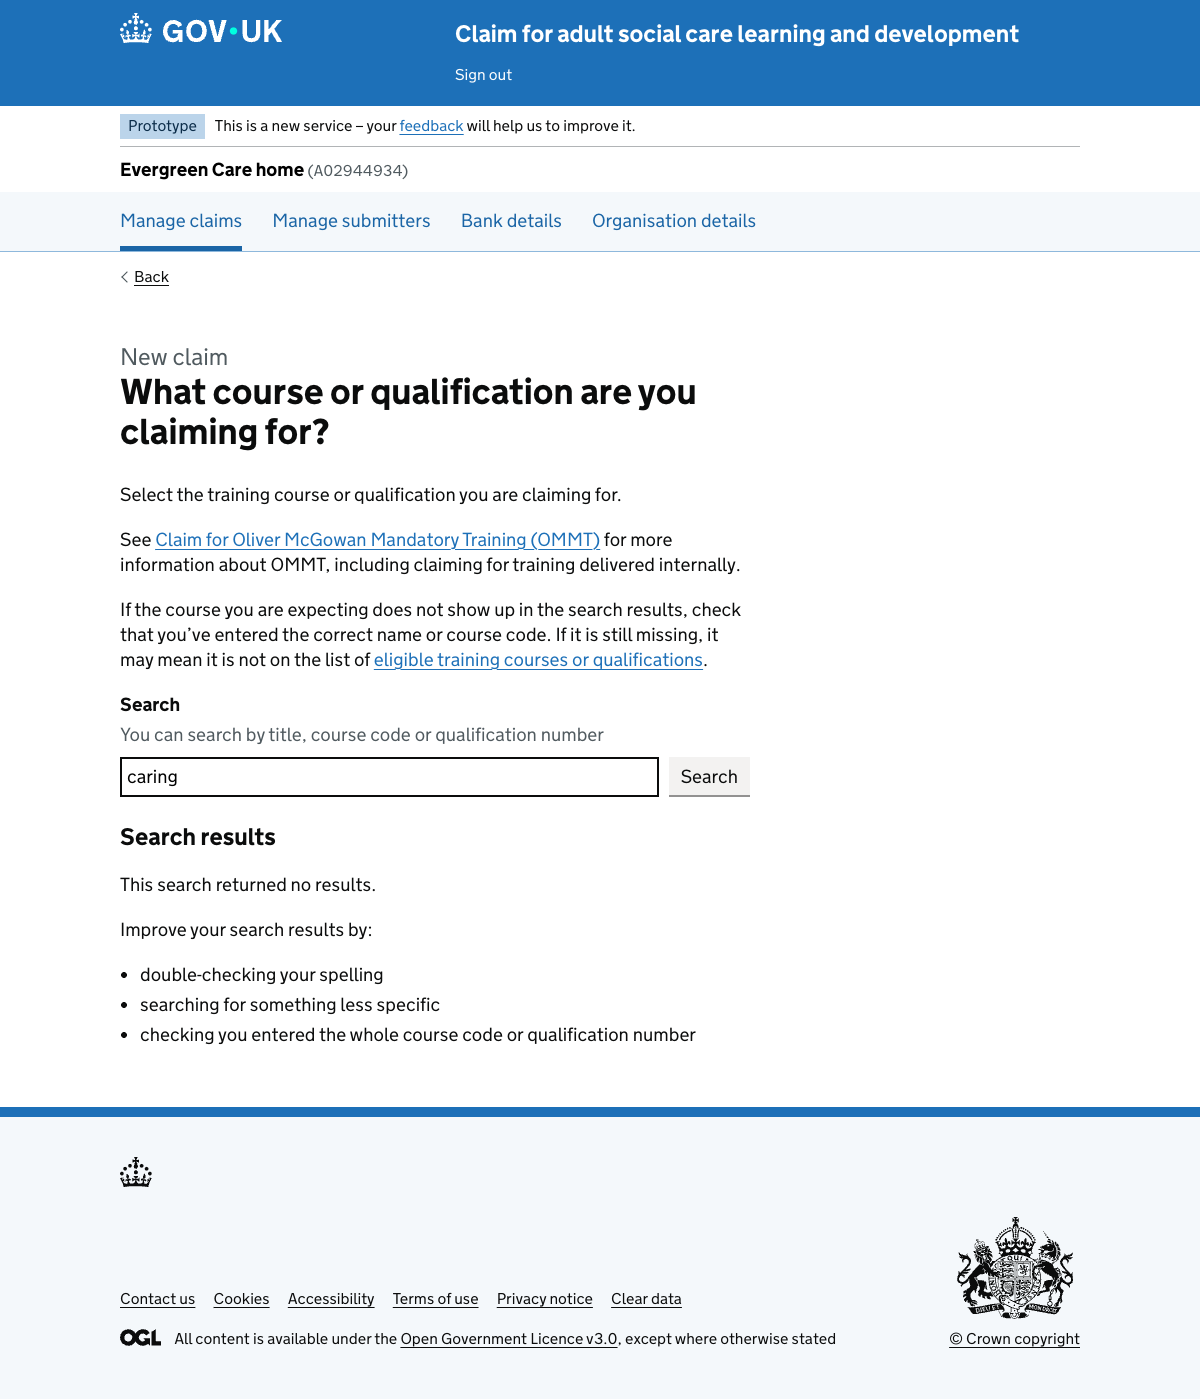 GOV·UK
Claim for adult social care learning and development
Sign out
Prototype This is a new service – your feedback will help us to improve it.
Evergreen Care home (A02944934)
Manage claims Manage submitters Bank details Organisation details
Back
New claim
What course or qualification are you
claiming for?
Select the training course or qualification you are claiming for.
See Claim for Oliver McGowan Mandatory Training (OMMT) for more
information about OMMT, including claiming for training delivered internally.
If the course you are expecting does not show up in the search results, check
that you’ve entered the correct name or course code. If it is still missing, it
may mean it is not on the list of eligible training courses or qualifications.
Search
You can search by title, course code or qualification number
caring Search
Search results
This search returned no results.
Improve your search results by:
• double-checking your spelling
• searching for something less specific
• checking you entered the whole course code or qualification number
Contact us Cookies Accessibility Terms of use Privacy notice Clear data
OGL All content is available under the Open Government Licence v3.0, except where otherwise stated
© Crown copyright